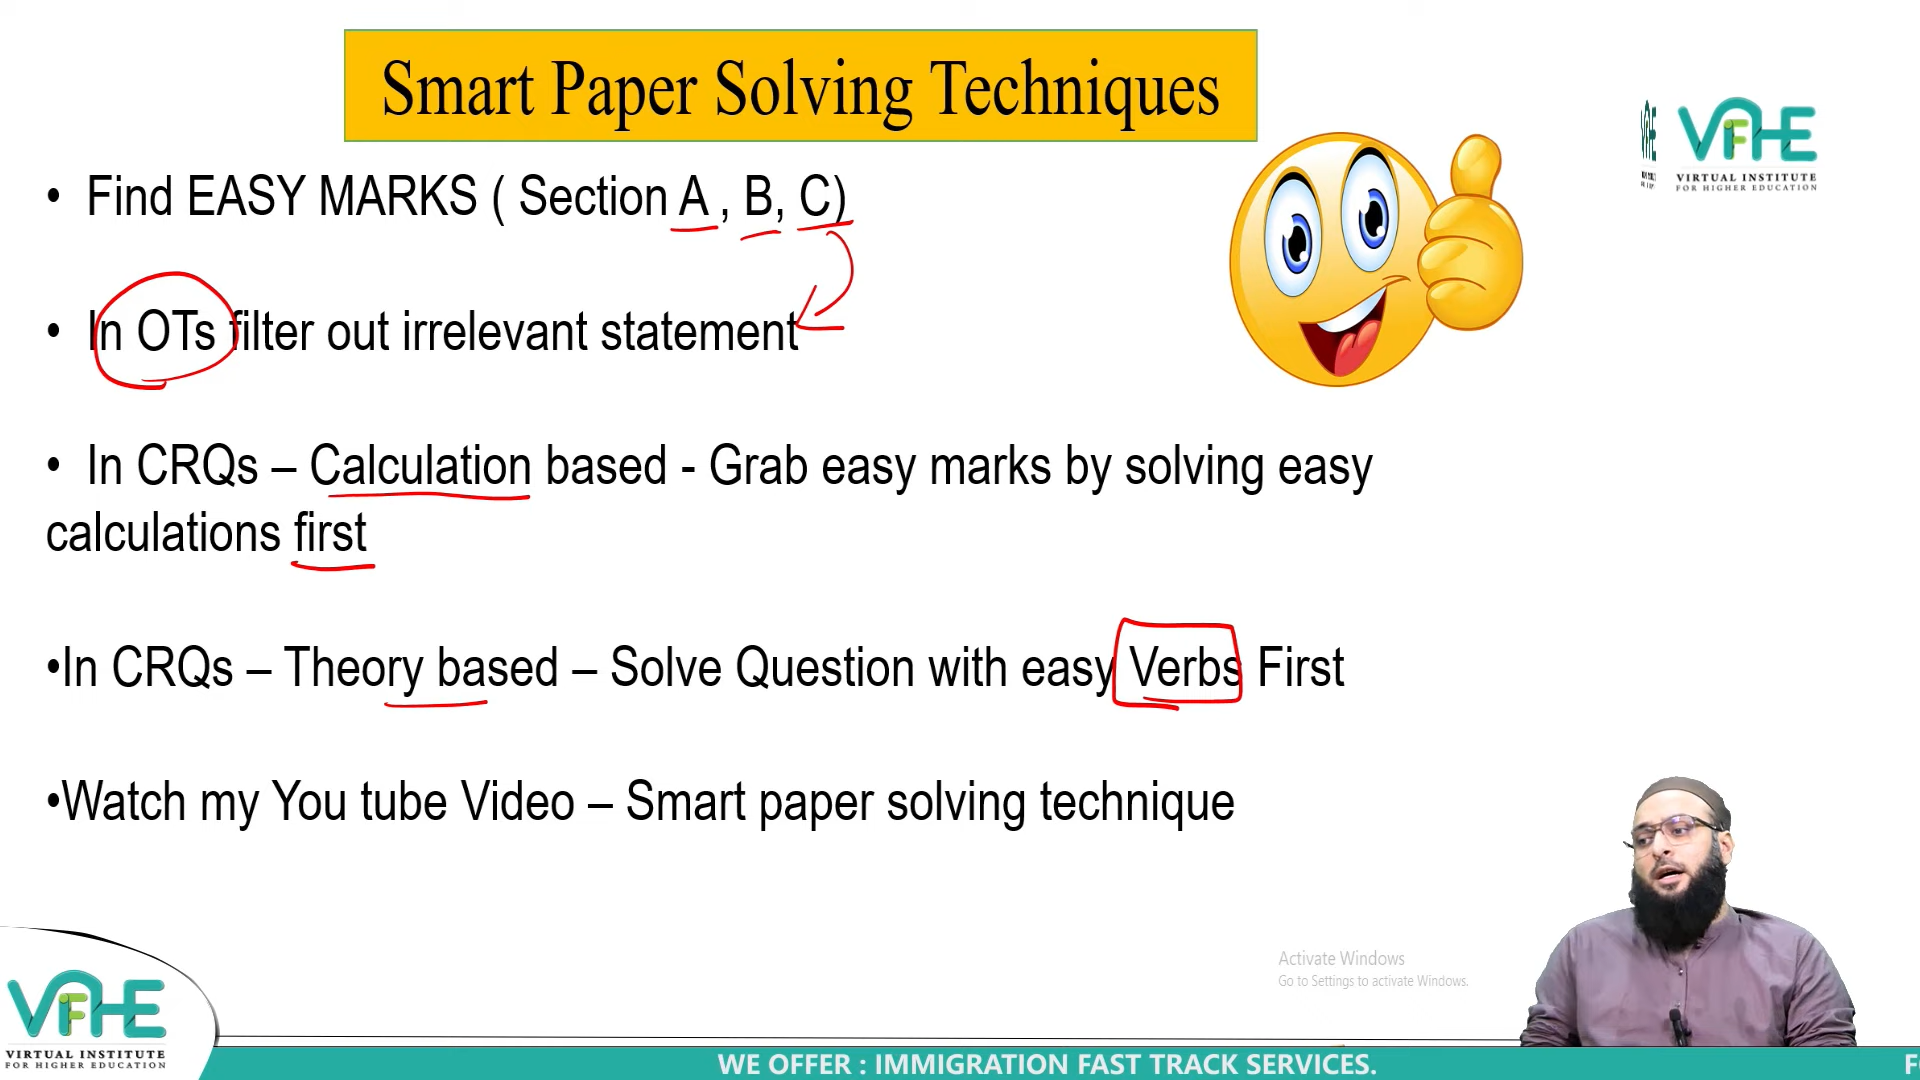 Smart Paper Solving Techniques
VIFHE
VIRTUAL INSTITUTE
FOR HIGHER EDUCATION
• Find EASY MARKS ( Section A , B, C)
• In OTs filter out irrelevant statement
• In CRQs – Calculation based - Grab easy marks by solving easy
calculations first
•In CRQs – Theory based – Solve Question with easy Verbs First
•Watch my You tube Video – Smart paper solving technique
Activate Windows
Go to Settings to activate Windows.
VIFHE
VIRTUAL INSTITUTE
FOR HIGHER EDUCATION
WE OFFER : IMMIGRATION FAST TRACK SERVICES.